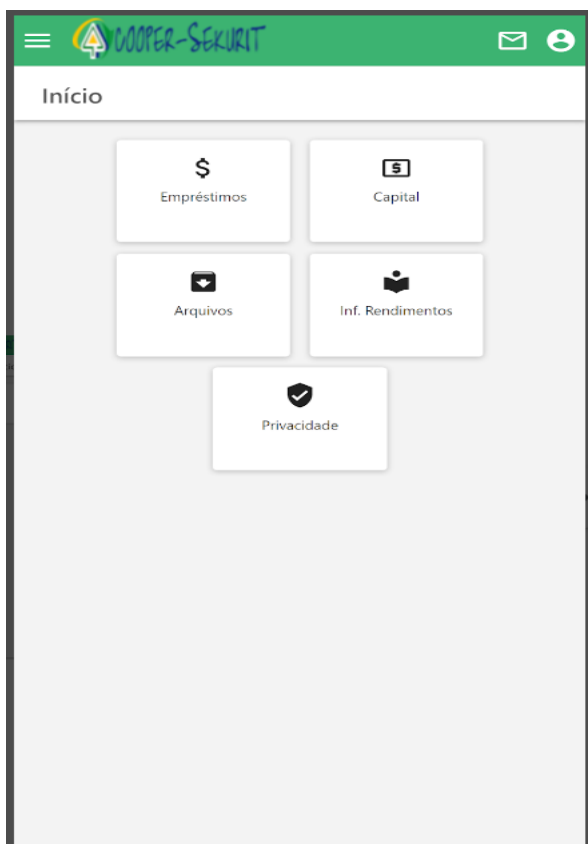 COOPER-SEKURIT
Início
Empréstimos
Capital
Arquivos
Inf. Rendimentos
Privacidade